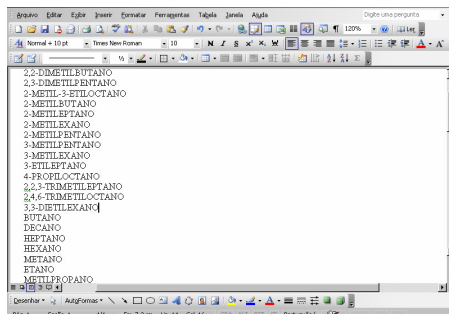 Arquivo Editar Exibir Inserir Formatar Ferramentas Tabela Janela Ajuda Digite uma pergunta
120% Ler
Normal + 10 pt Times New Roman 10 N I S
½
2,2-DIMETILBUTANO
2,3-DIMETILPENTANO
2-METIL-3-ETILOCTANO
2-METILBUTANO
2-METILEPTANO
2-METILEXANO
2-METILPENTANO
3-METILPENTANO
3-METILEXANO
3-ETILEPTANO
4-PROPILOCTANO
2,2,3-TRIMETILEPTANO
2,4,6-TRIMETILOCTANO
3,3-DIETILEXANO
BUTANO
DECANO
HEPTANO
HEXANO
METANO
ETANO
METILPROPANO
Desenhar AutoFormas